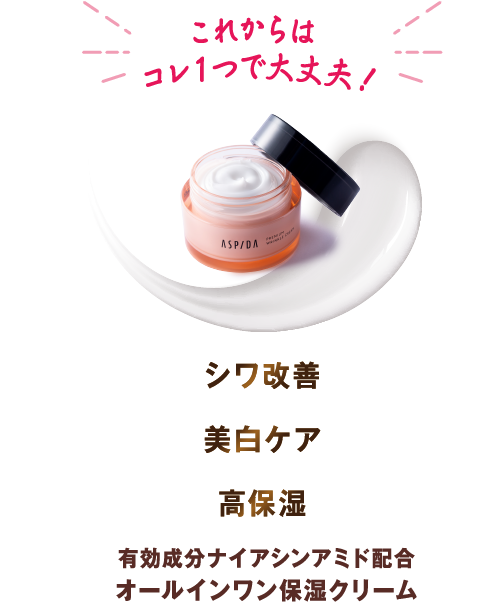 これからは
コレ1つで大丈夫！
ASPIDA
シワ改善
美白ケア
高保湿
有効成分ナイアシンアミド配合
オールインワン保湿クリーム